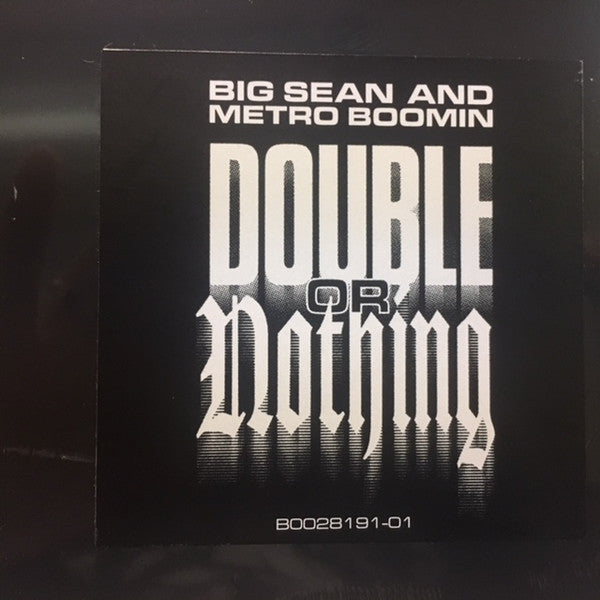 BIG SEAN AND
METRO BOOMIN
DOUBLE
OR
Nothing
B0028191-01